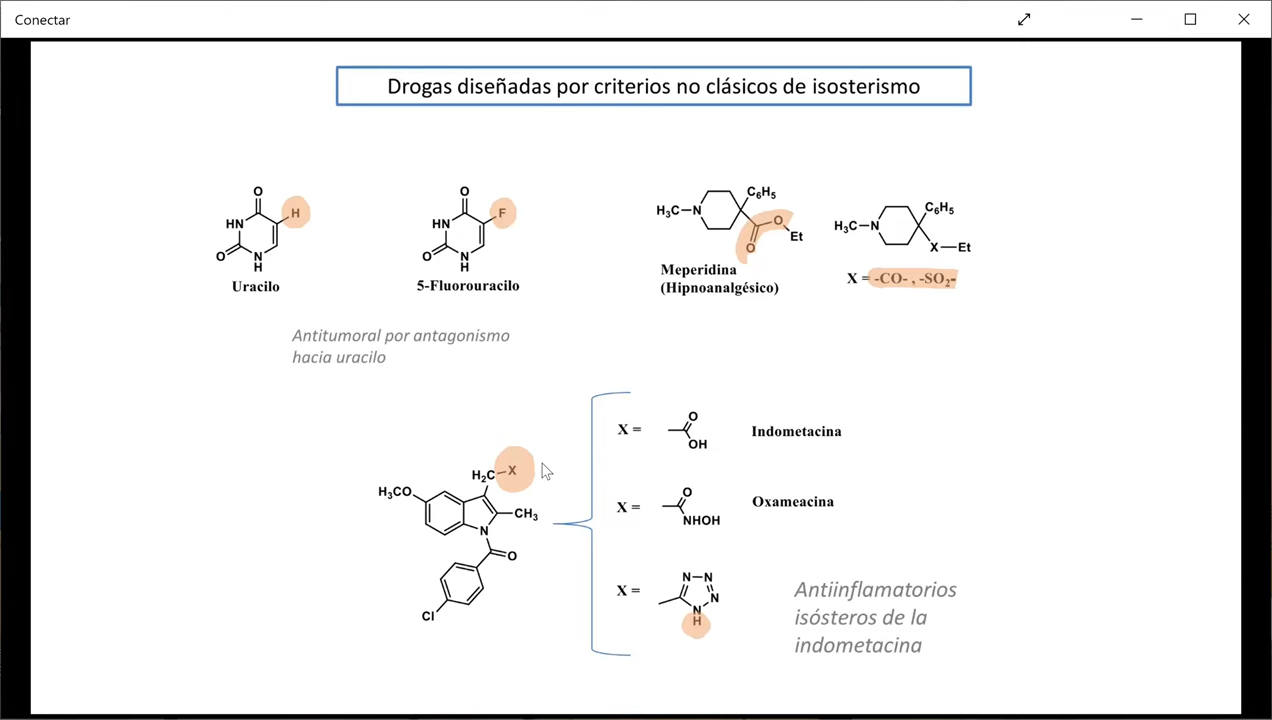 Conectar
Drogas diseñadas por criterios no clásicos de isosterismo
O
H
HN
O
N
H
Uracilo
O
F
HN
O
N
H
5-Fluorouracilo
Antitumoral por antagonismo
hacia uracilo
C₆H₅
H₃C
N
O
O
Et
Meperidina
(Hipnoanalgésico)
C₆H₅
H₃C
N
X
Et
X = -CO- , -SO₂-
H₂C
X
H₃CO
CH₃
N
O
Cl
X =
O
OH
Indometacina
X =
O
NHOH
Oxameacina
X =
N
N
N
N
H
Antiinflamatorios
isósteros de la
indometacina